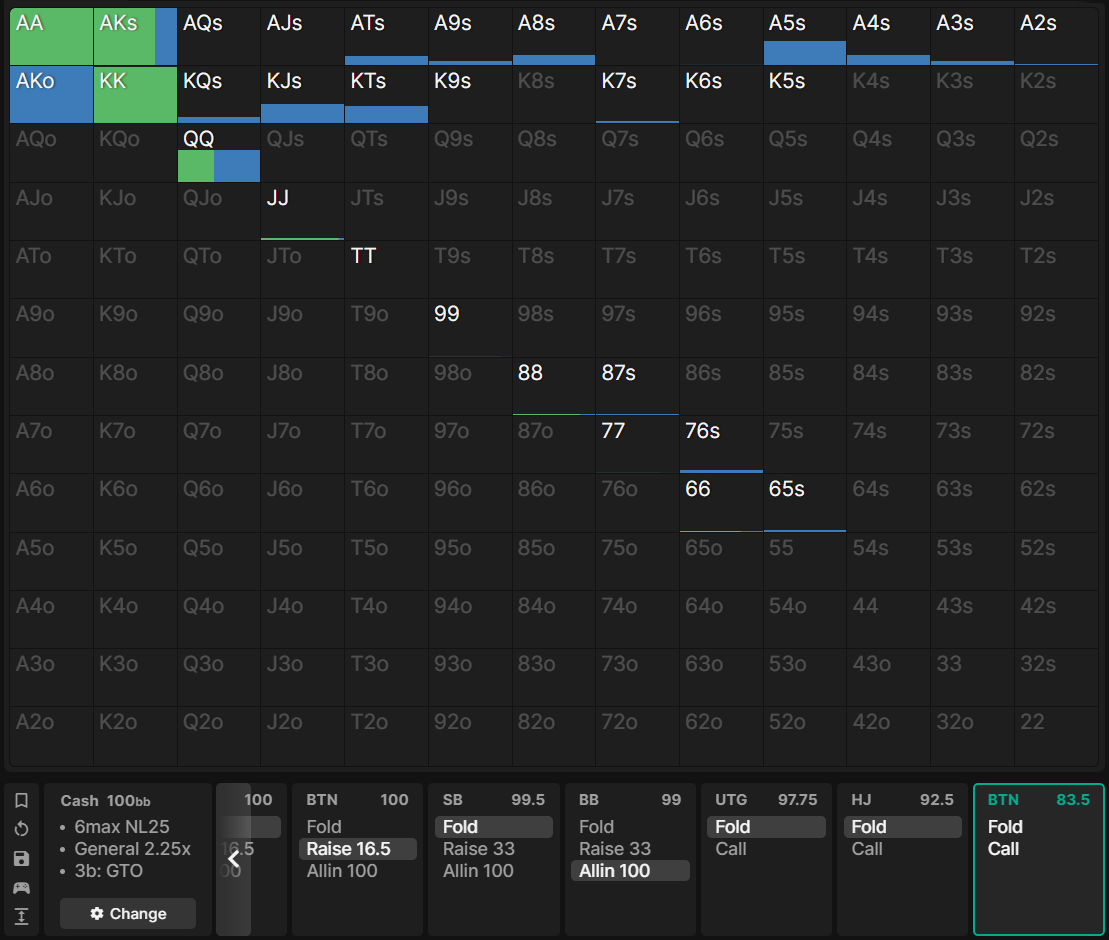 AA AKs AQs AJs ATs A9s A8s A7s A6s A5s A4s A3s A2s
AKo KK KQs KJs KTs K9s K8s K7s K6s K5s K4s K3s K2s
AQo KQo QQ QJs QTs Q9s Q8s Q7s Q6s Q5s Q4s Q3s Q2s
AJo KJo QJo JJ JTs J9s J8s J7s J6s J5s J4s J3s J2s
ATo KTo QTo JTo TT T9s T8s T7s T6s T5s T4s T3s T2s
A9o K9o Q9o J9o T9o 99 98s 97s 96s 95s 94s 93s 92s
A8o K8o Q8o J8o T8o 98o 88 87s 86s 85s 84s 83s 82s
A7o K7o Q7o J7o T7o 97o 87o 77 76s 75s 74s 73s 72s
A6o K6o Q6o J6o T6o 96o 86o 76o 66 65s 64s 63s 62s
A5o K5o Q5o J5o T5o 95o 85o 75o 65o 55 54s 53s 52s
A4o K4o Q4o J4o T4o 94o 84o 74o 64o 54o 44 43s 42s
A3o K3o Q3o J3o T3o 93o 83o 73o 63o 53o 43o 33 32s
A2o K2o Q2o J2o T2o 92o 82o 72o 62o 52o 42o 32o 22
Cash 100bb
• 6max NL25
• General 2.25x
• 3b: GTO
Change
100
16.5
00
BTN 100
Fold
Raise 16.5
Allin 100
SB 99.5
Fold
Raise 33
Allin 100
BB 99
Fold
Raise 33
Allin 100
UTG 97.75
Fold
Call
HJ 92.5
Fold
Call
BTN 83.5
Fold
Call